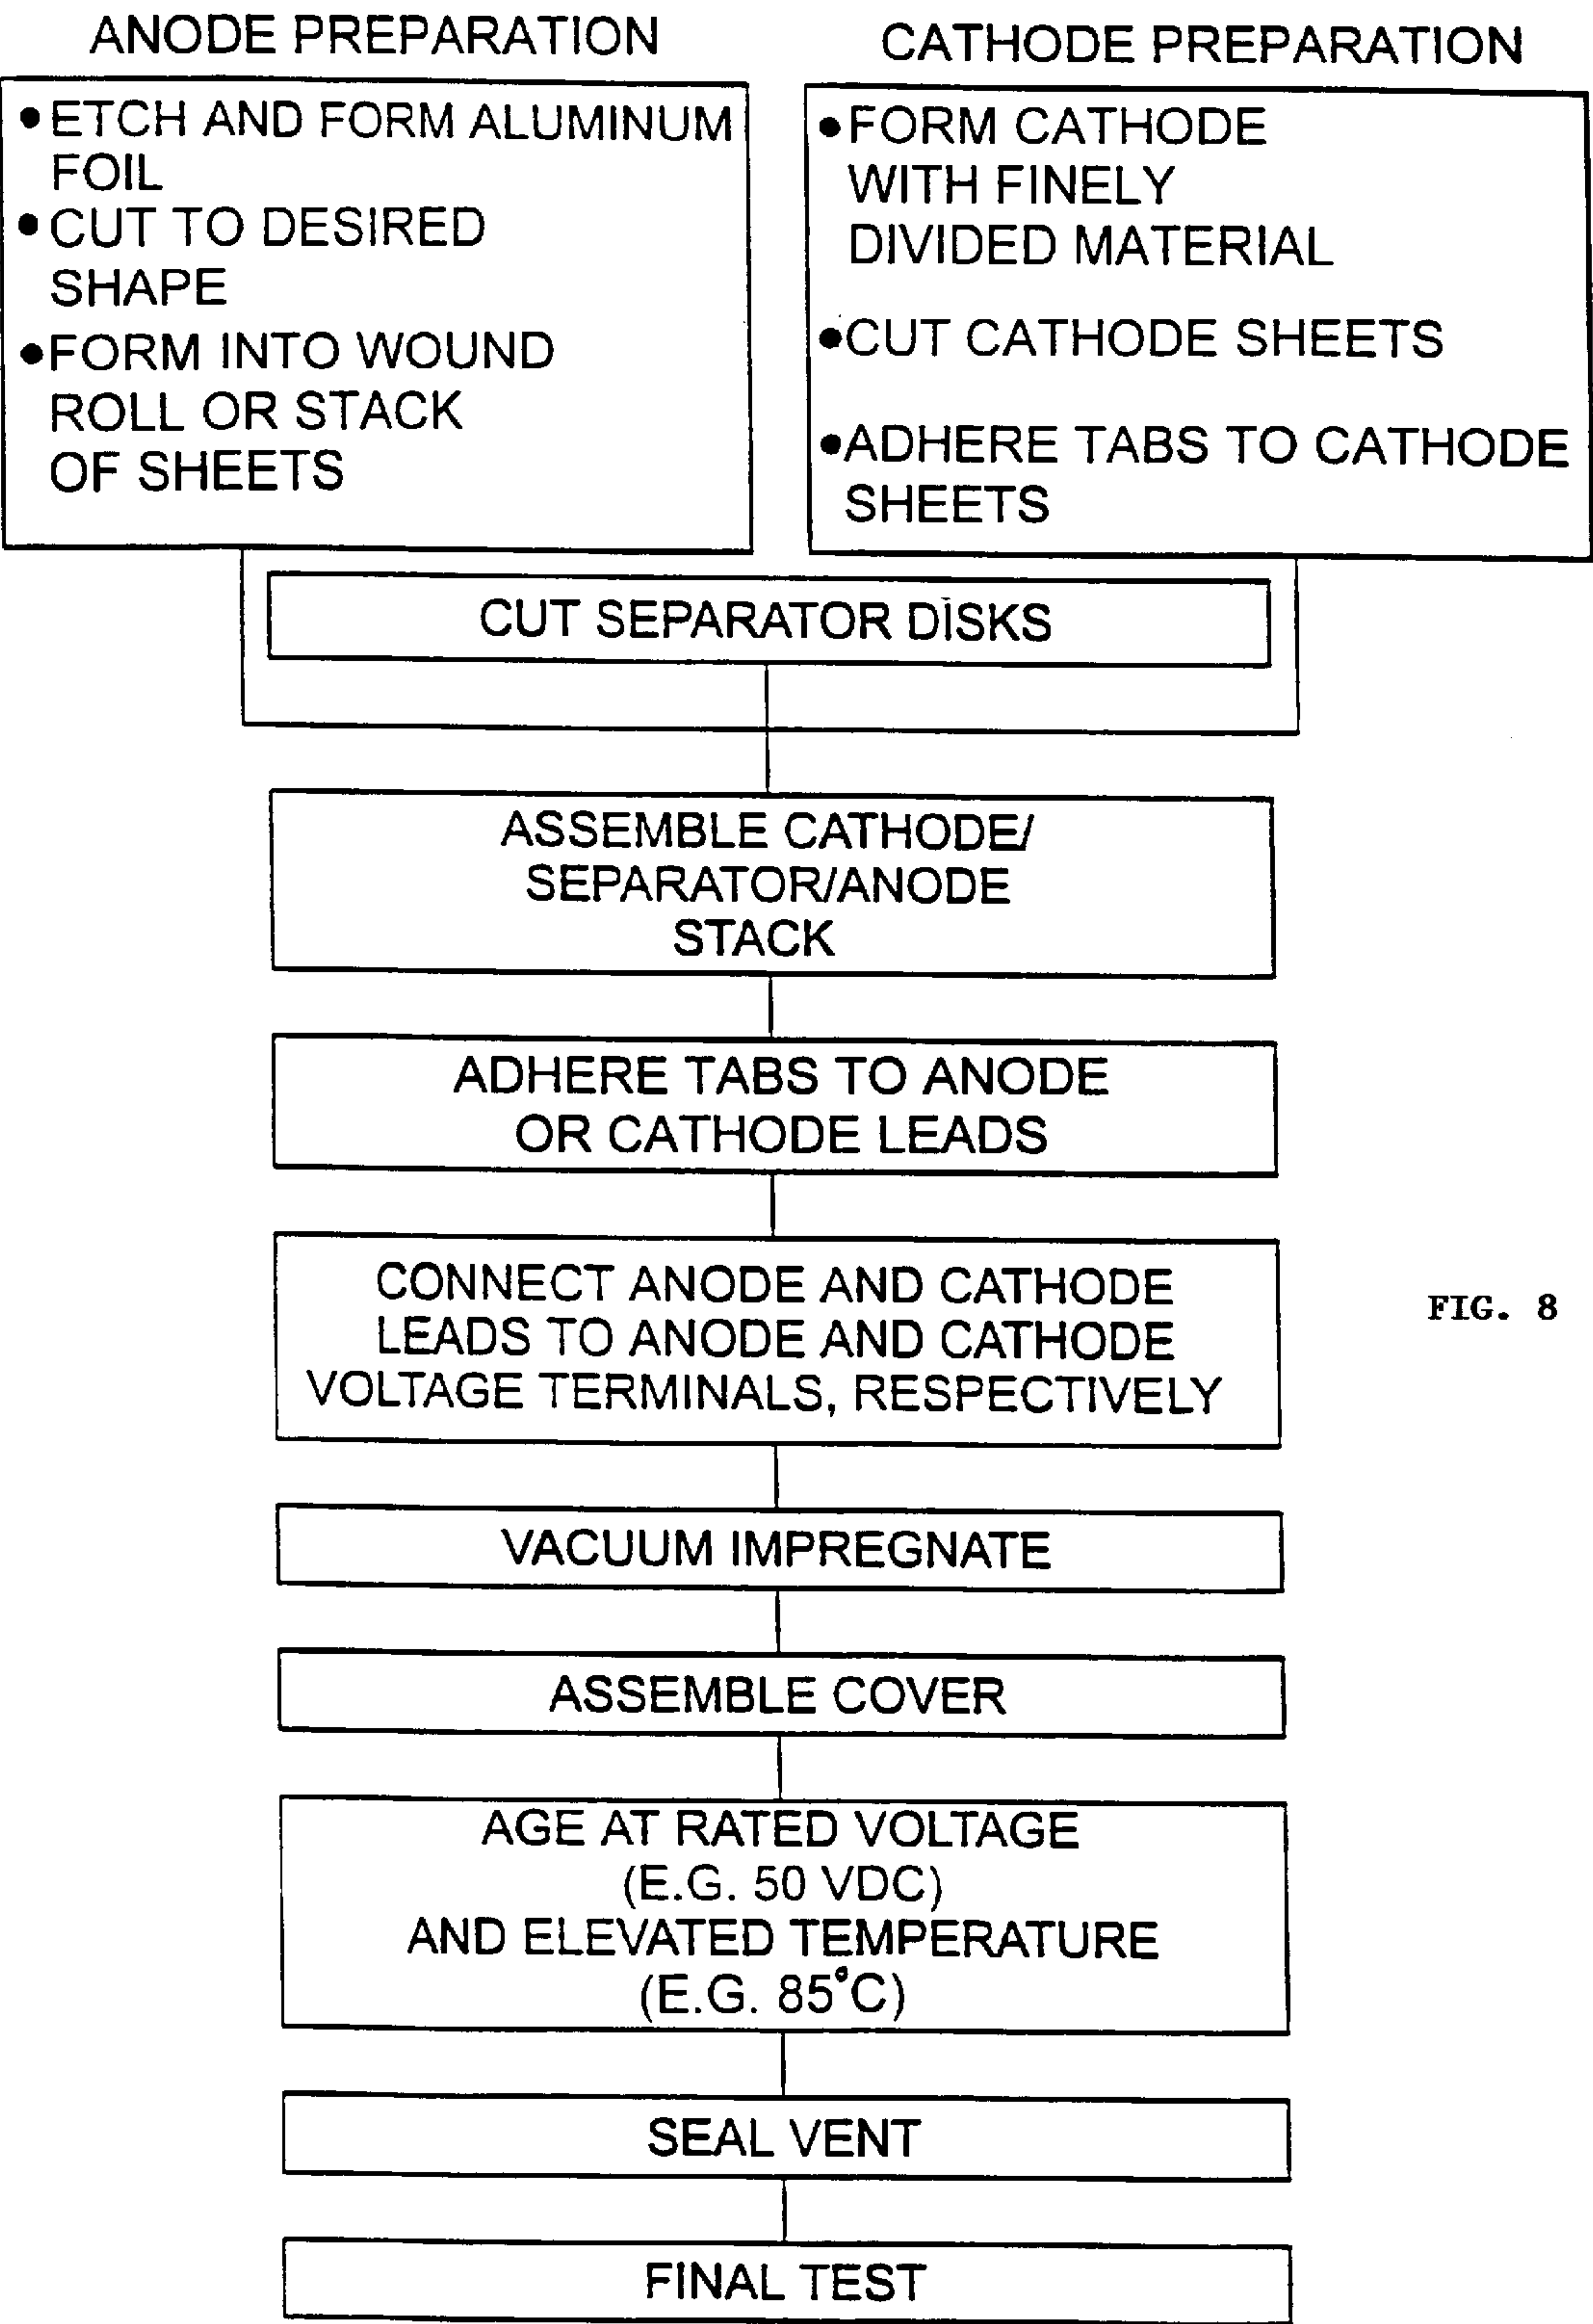 ANODE PREPARATION
• ETCH AND FORM ALUMINUM
FOIL
• CUT TO DESIRED
SHAPE
• FORM INTO WOUND
ROLL OR STACK
OF SHEETS
CATHODE PREPARATION
• FORM CATHODE
WITH FINELY
DIVIDED MATERIAL
• CUT CATHODE SHEETS
• ADHERE TABS TO CATHODE
SHEETS
CUT SEPARATOR DISKS
ASSEMBLE CATHODE/
SEPARATOR/ANODE
STACK
ADHERE TABS TO ANODE
OR CATHODE LEADS
CONNECT ANODE AND CATHODE
LEADS TO ANODE AND CATHODE
VOLTAGE TERMINALS, RESPECTIVELY
FIG. 8
VACUUM IMPREGNATE
ASSEMBLE COVER
AGE AT RATED VOLTAGE
(E.G. 50 VDC)
AND ELEVATED TEMPERATURE
(E.G. 85°C)
SEAL VENT
FINAL TEST